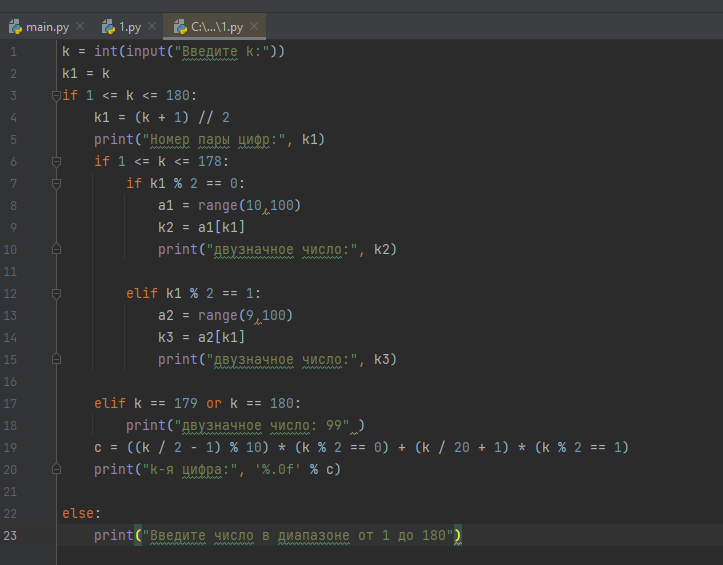 main.py × 1.py × C:\...\1.py ×
1 k = int(input("Введите k:"))
2 k1 = k
3 if 1 <= k <= 180:
4     k1 = (k + 1) // 2
5     print("Номер пары цифр:", k1)
6     if 1 <= k <= 178:
7         if k1 % 2 == 0:
8             a1 = range(10,100)
9             k2 = a1[k1]
10             print("двузначное число:", k2)
11
12         elif k1 % 2 == 1:
13             a2 = range(9,100)
14             k3 = a2[k1]
15             print("двузначное число:", k3)
16
17     elif k == 179 or k == 180:
18         print("двузначное число: 99" )
19     c = ((k / 2 - 1) % 10) * (k % 2 == 0) + (k / 20 + 1) * (k % 2 == 1)
20     print("k-я цифра:", '%.0f' % c)
21
22 else:
23     print("Введите число в диапазоне от 1 до 180")